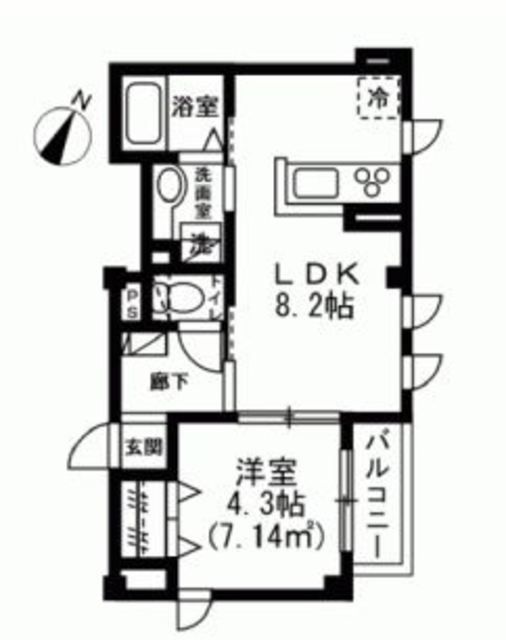 N
浴室
冷
洗面室
洗
LDK
8.2帖
トイレ
PS
廊下
玄関
洋室
4.3帖
(7.14㎡)
バルコニー